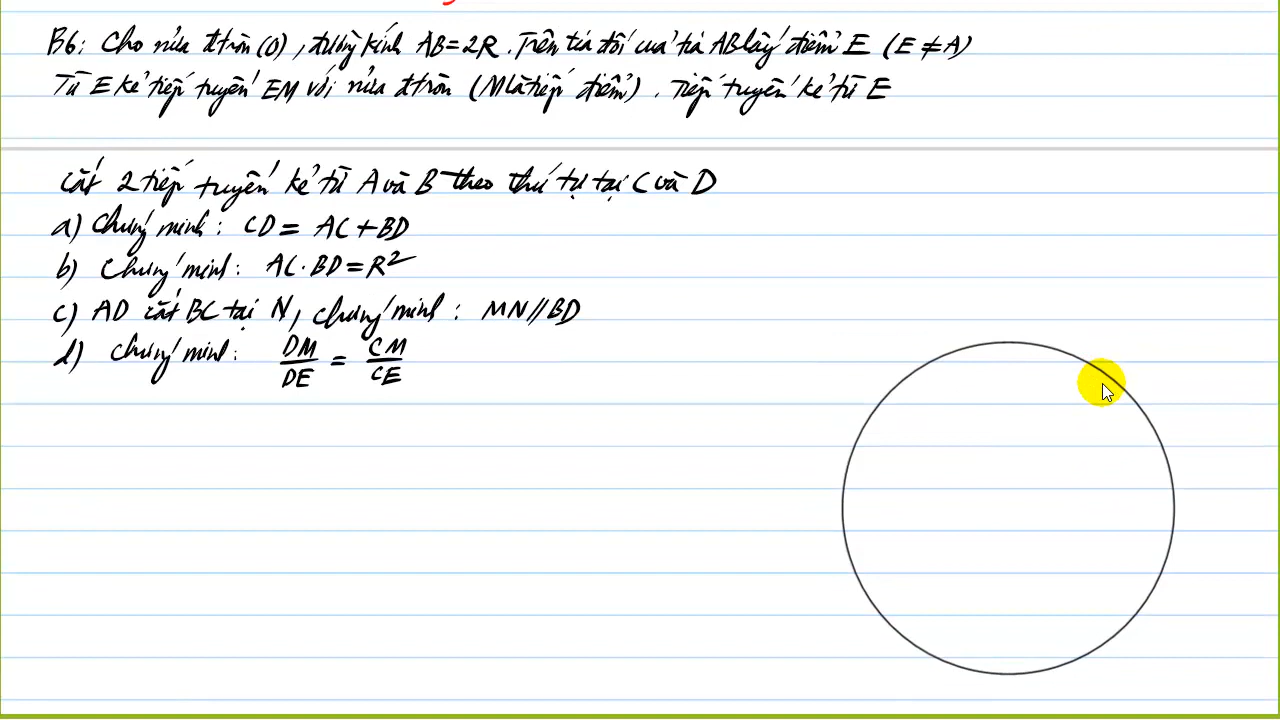 B6: Cho nửa đtròn (O), đường kính AB = 2R. Trên tia đối của tia AB lấy điểm E (E ≠ A)
Từ E kẻ tiếp tuyến EM với nửa đtròn (M là tiếp điểm). Tiếp tuyến kẻ từ E
cắt 2 tiếp tuyến kẻ từ A và B theo thứ tự tại C và D
a) Chứng minh: CD = AC + BD
b) Chứng minh: AC · BD = R²
c) AD cắt BC tại N, chứng minh: MN // BD
d) Chứng minh: DM/DE = CM/CE